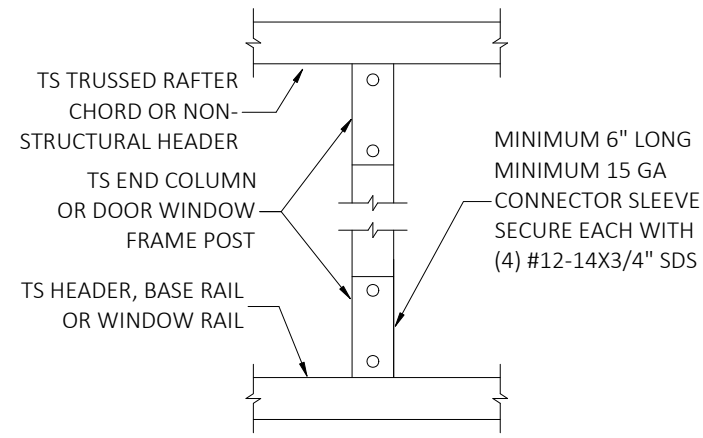 TS TRUSSED RAFTER
CHORD OR NON-
STRUCTURAL HEADER
TS END COLUMN
OR DOOR WINDOW
FRAME POST
TS HEADER, BASE RAIL
OR WINDOW RAIL
MINIMUM 6" LONG
MINIMUM 15 GA
CONNECTOR SLEEVE
SECURE EACH WITH
(4) #12-14X3/4" SDS